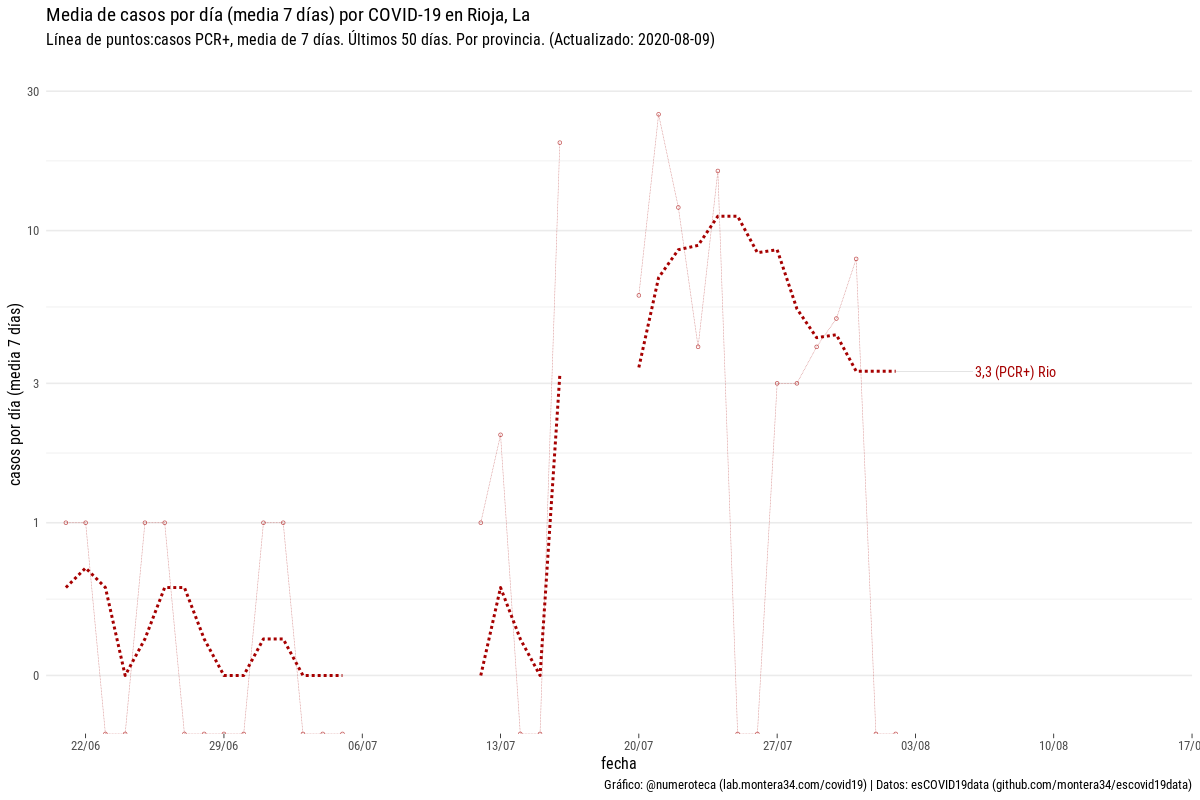 Media de casos por día (media 7 días) por COVID-19 en Rioja, La
Línea de puntos:casos PCR+, media de 7 días. Últimos 50 días. Por provincia. (Actualizado: 2020-08-09)
casos por día (media 7 días)
30
10
3
1
0
3,3 (PCR+) Rio
22/06 29/06 06/07 13/07 20/07 27/07 03/08 10/08 17/0
fecha
Gráfico: @numeroteca (lab.montera34.com/covid19) | Datos: esCOVID19data (github.com/montera34/escovid19data)